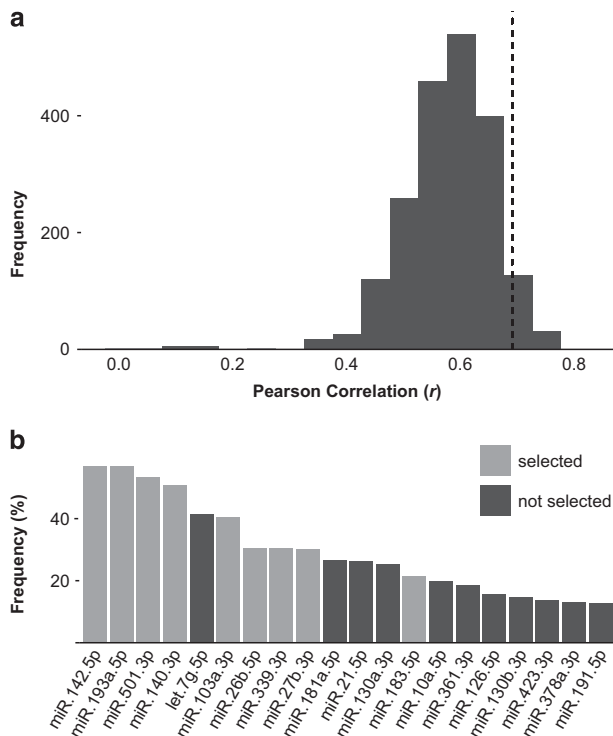 a
400
200
0
Frequency
0.0 0.2 0.4 0.6 0.8
Pearson Correlation (r)
b
selected
not selected
40
20
Frequency (%)
miR.142.5p
miR.193a.5p
miR.501.3p
miR.140.3p
let.7g.5p
miR.103a.3p
miR.26b.5p
miR.339.3p
miR.27b.3p
miR.181a.5p
miR.21.5p
miR.130a.3p
miR.183.5p
miR.10a.5p
miR.361.3p
miR.126.5p
miR.130b.3p
miR.423.3p
miR.378a.3p
miR.191.5p